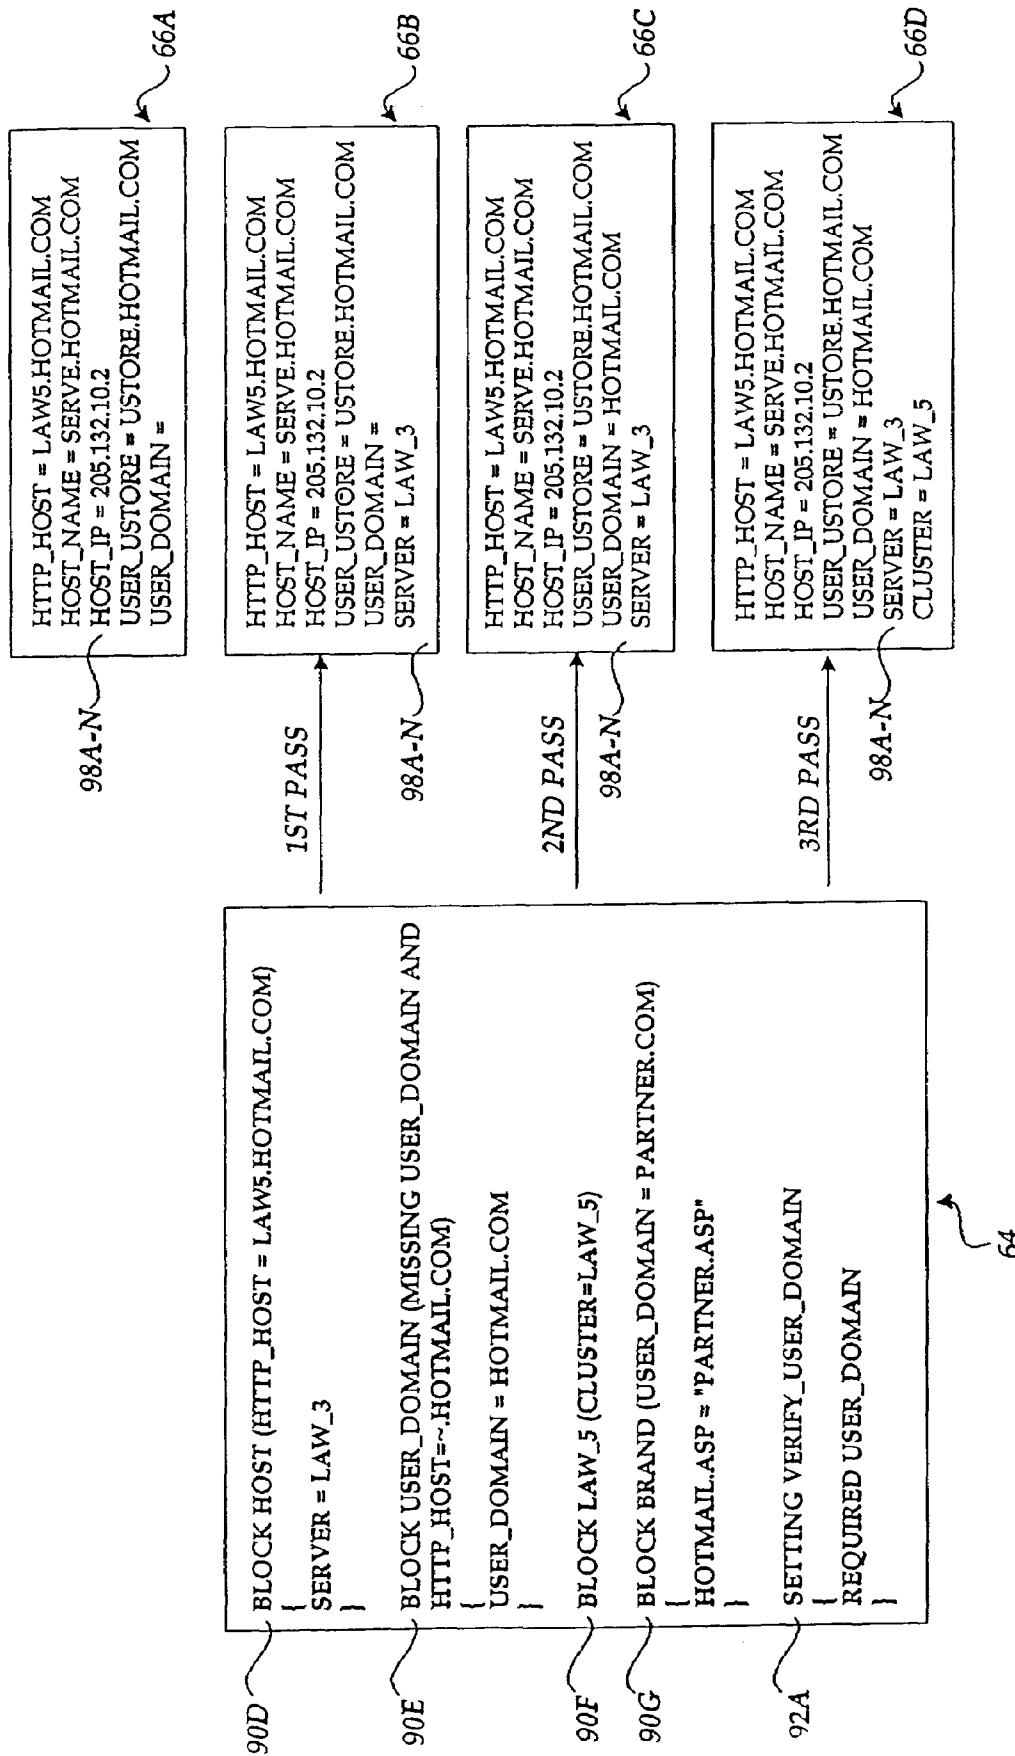 90D
BLOCK HOST (HTTP_HOST = LAW5.HOTMAIL.COM)
{
SERVER = LAW_3
}
90E
BLOCK USER_DOMAIN (MISSING USER_DOMAIN AND
HTTP_HOST=~.HOTMAIL.COM)
{
USER_DOMAIN = HOTMAIL.COM
}
90F
BLOCK LAW_5 (CLUSTER=LAW_5)
90G
BLOCK BRAND (USER_DOMAIN = PARTNER.COM)
{
HOTMAIL.ASP = "PARTNER.ASP"
}
92A
SETTING VERIFY_USER_DOMAIN
{
REQUIRED USER_DOMAIN
}
64
98A-N
HTTP_HOST = LAW5.HOTMAIL.COM
HOST_NAME = SERVE.HOTMAIL.COM
HOST_IP = 205.132.10.2
USER_USTORE = USTORE.HOTMAIL.COM
USER_DOMAIN =
66A
1ST PASS
98A-N
HTTP_HOST = LAW5.HOTMAIL.COM
HOST_NAME = SERVE.HOTMAIL.COM
HOST_IP = 205.132.10.2
USER_USTORE = USTORE.HOTMAIL.COM
USER_DOMAIN =
SERVER = LAW_3
66B
2ND PASS
98A-N
HTTP_HOST = LAW5.HOTMAIL.COM
HOST_NAME = SERVE.HOTMAIL.COM
HOST_IP = 205.132.10.2
USER_USTORE = USTORE.HOTMAIL.COM
USER_DOMAIN = HOTMAIL.COM
SERVER = LAW_3
66C
3RD PASS
98A-N
HTTP_HOST = LAW5.HOTMAIL.COM
HOST_NAME = SERVE.HOTMAIL.COM
HOST_IP = 205.132.10.2
USER_USTORE = USTORE.HOTMAIL.COM
USER_DOMAIN = HOTMAIL.COM
SERVER = LAW_3
CLUSTER = LAW_5
66D